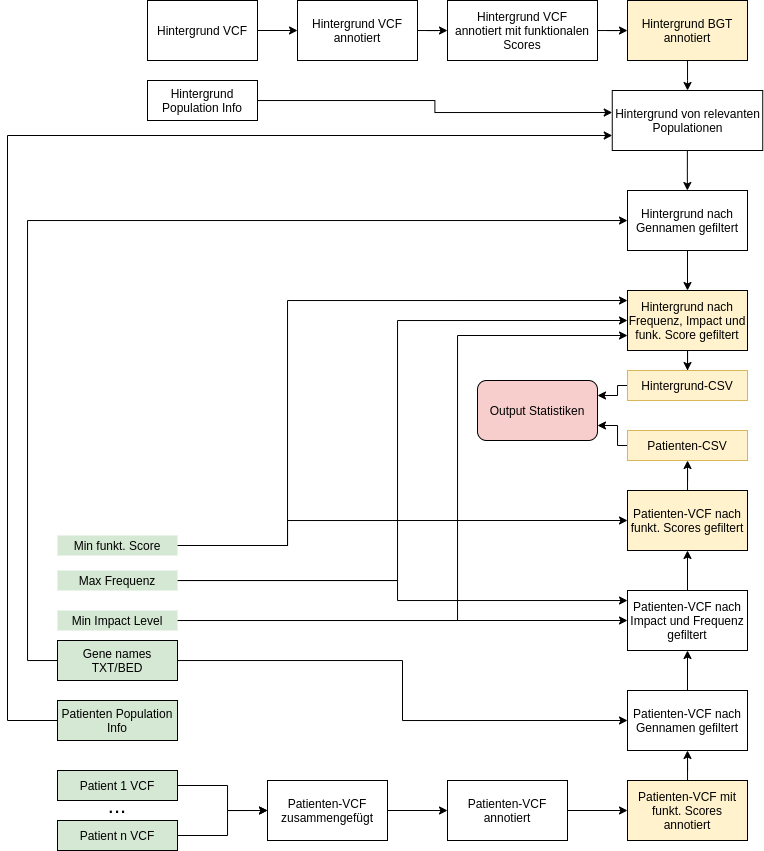 Hintergrund VCF
Hintergrund VCF
annotiert
Hintergrund VCF
annotiert mit funktionalen
Scores
Hintergrund BGT
annotiert
Hintergrund
Population Info
Hintergrund von relevanten
Populationen
Hintergrund nach
Gennamen gefiltert
Hintergrund nach
Frequenz, Impact und
funk. Score gefiltert
Hintergrund-CSV
Output Statistiken
Patienten-CSV
Patienten-VCF nach
funkt. Scores gefiltert
Min funkt. Score
Max Frequenz
Min Impact Level
Patienten-VCF nach
Impact und Frequenz
gefiltert
Gene names
TXT/BED
Patienten Population
Info
Patienten-VCF nach
Gennamen gefiltert
Patient 1 VCF
...
Patient n VCF
Patienten-VCF
zusammengefügt
Patienten-VCF
annotiert
Patienten-VCF mit
funkt. Scores
annotiert